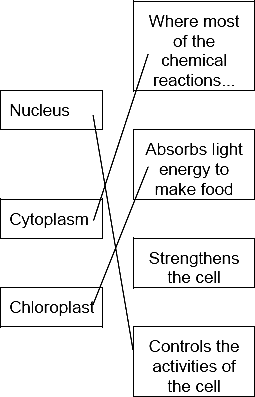 Nucleus
Cytoplasm
Chloroplast
Where most
of the
chemical
reactions...
Absorbs light
energy to
make food
Strengthens
the cell
Controls the
activities of
the cell